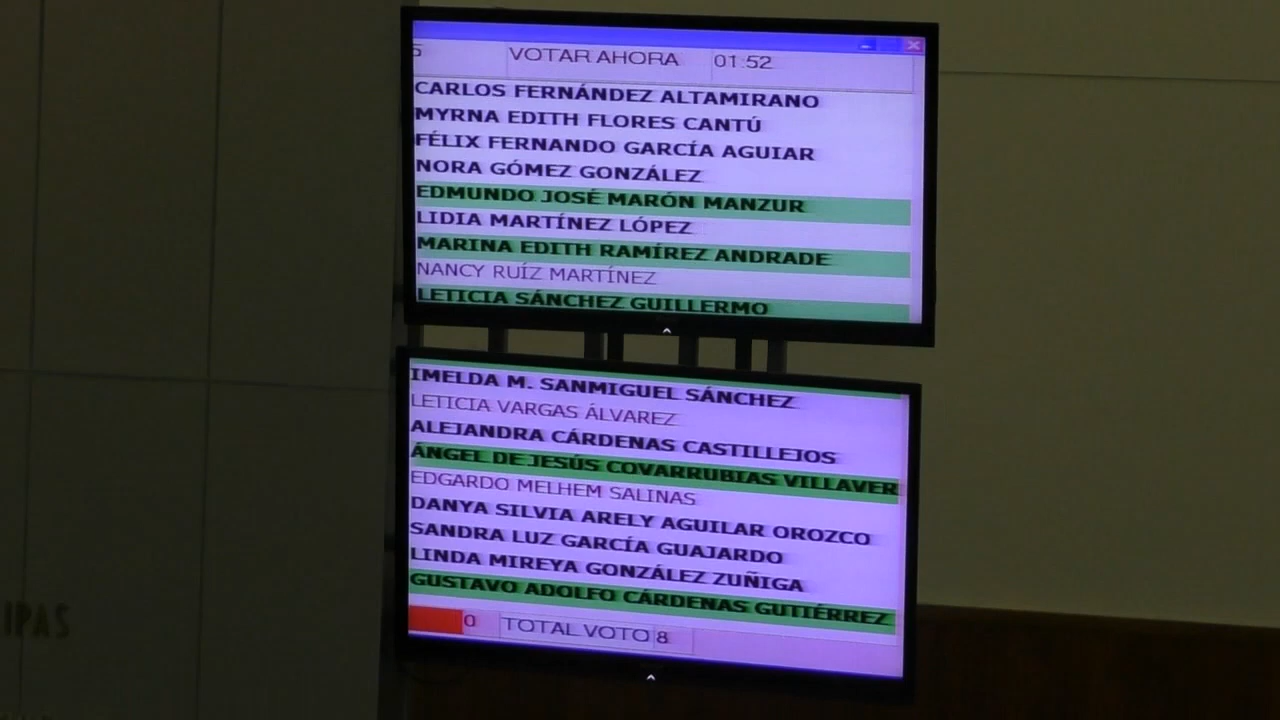 5 VOTAR AHORA 01:52
CARLOS FERNÁNDEZ ALTAMIRANO
MYRNA EDITH FLORES CANTÚ
FÉLIX FERNANDO GARCÍA AGUIAR
NORA GÓMEZ GONZÁLEZ
EDMUNDO JOSÉ MARÓN MANZUR
LIDIA MARTÍNEZ LÓPEZ
MARINA EDITH RAMÍREZ ANDRADE
NANCY RUÍZ MARTÍNEZ
LETICIA SÁNCHEZ GUILLERMO
IMELDA M. SANMIGUEL SÁNCHEZ
LETICIA VARGAS ÁLVAREZ
ALEJANDRA CÁRDENAS CASTILLEJOS
ÁNGEL DE JESÚS COVARRUBIAS VILLAVER
EDGARDO MELHEM SALINAS
DANYA SILVIA ARELY AGUILAR OROZCO
SANDRA LUZ GARCÍA GUAJARDO
LINDA MIREYA GONZÁLEZ ZUÑIGA
GUSTAVO ADOLFO CÁRDENAS GUTIÉRREZ
0 TOTAL VOTO 8
IPAS